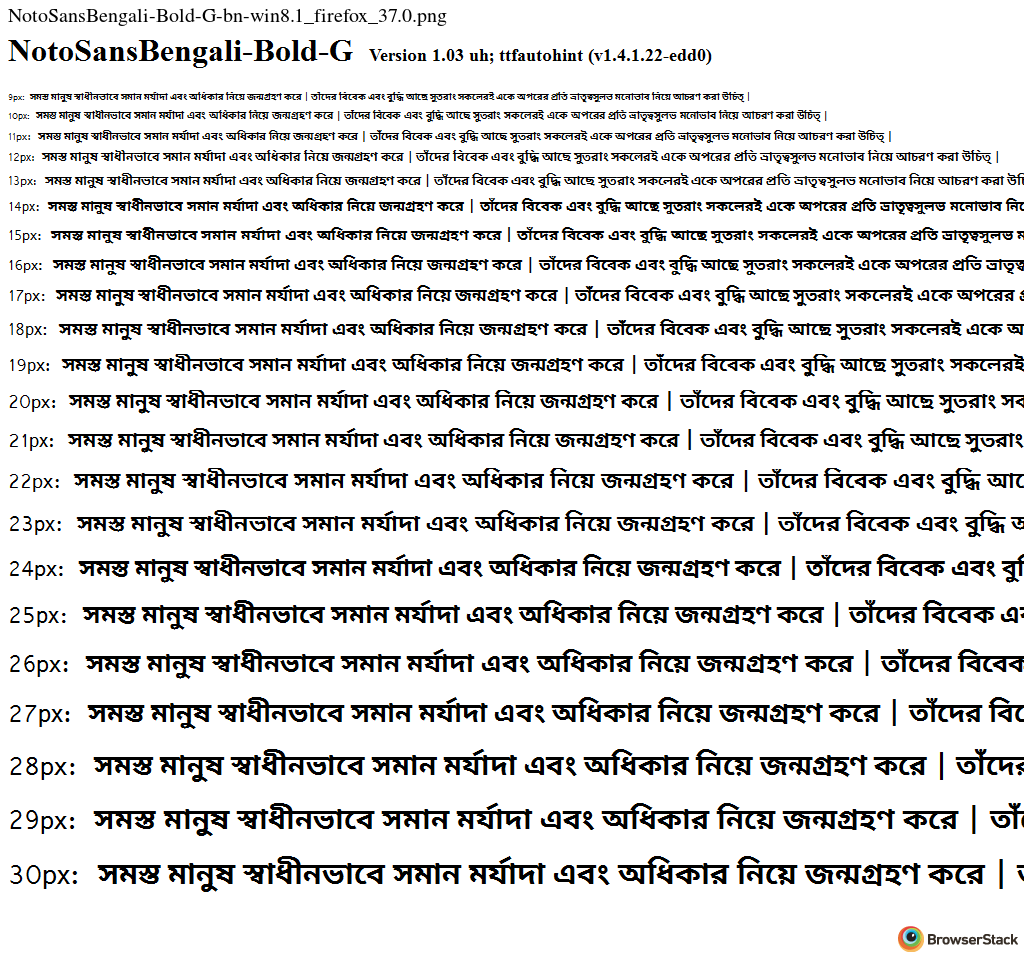 NotoSansBengali-Bold-G-bn-win8.1_firefox_37.0.png
NotoSansBengali-Bold-G Version 1.03 uh; ttfautohint (v1.4.1.22-edd0)
9px: সমস্ত মানুষ স্বাধীনভাবে সমান মর্যাদা এবং অধিকার নিয়ে জন্মগ্রহণ করে | তাঁদের বিবেক এবং বুদ্ধি আছে সুতরাং সকলেরই একে অপরের প্রতি ভ্রাতৃত্বসুলভ মনোভাব নিয়ে আচরণ করা উচিত্ |
10px: সমস্ত মানুষ স্বাধীনভাবে সমান মর্যাদা এবং অধিকার নিয়ে জন্মগ্রহণ করে | তাঁদের বিবেক এবং বুদ্ধি আছে সুতরাং সকলেরই একে অপরের প্রতি ভ্রাতৃত্বসুলভ মনোভাব নিয়ে আচরণ করা উচিত্ |
11px: সমস্ত মানুষ স্বাধীনভাবে সমান মর্যাদা এবং অধিকার নিয়ে জন্মগ্রহণ করে | তাঁদের বিবেক এবং বুদ্ধি আছে সুতরাং সকলেরই একে অপরের প্রতি ভ্রাতৃত্বসুলভ মনোভাব নিয়ে আচরণ করা উচিত্ |
12px: সমস্ত মানুষ স্বাধীনভাবে সমান মর্যাদা এবং অধিকার নিয়ে জন্মগ্রহণ করে | তাঁদের বিবেক এবং বুদ্ধি আছে সুতরাং সকলেরই একে অপরের প্রতি ভ্রাতৃত্বসুলভ মনোভাব নিয়ে আচরণ করা উচিত্ |
13px: সমস্ত মানুষ স্বাধীনভাবে সমান মর্যাদা এবং অধিকার নিয়ে জন্মগ্রহণ করে | তাঁদের বিবেক এবং বুদ্ধি আছে সুতরাং সকলেরই একে অপরের প্রতি ভ্রাতৃত্বসুলভ মনোভাব নিয়ে আচরণ করা
14px: সমস্ত মানুষ স্বাধীনভাবে সমান মর্যাদা এবং অধিকার নিয়ে জন্মগ্রহণ করে | তাঁদের বিবেক এবং বুদ্ধি আছে সুতরাং সকলেরই একে অপরের প্রতি ভ্রাতৃত্বসুলভ মনোভাব
15px: সমস্ত মানুষ স্বাধীনভাবে সমান মর্যাদা এবং অধিকার নিয়ে জন্মগ্রহণ করে | তাঁদের বিবেক এবং বুদ্ধি আছে সুতরাং সকলেরই একে অপরের প্রতি ভ্রাতৃত্বসুলভ
16px: সমস্ত মানুষ স্বাধীনভাবে সমান মর্যাদা এবং অধিকার নিয়ে জন্মগ্রহণ করে | তাঁদের বিবেক এবং বুদ্ধি আছে সুতরাং সকলেরই একে অপরের প্রতি
17px: সমস্ত মানুষ স্বাধীনভাবে সমান মর্যাদা এবং অধিকার নিয়ে জন্মগ্রহণ করে | তাঁদের বিবেক এবং বুদ্ধি আছে সুতরাং সকলেরই একে অপরের
18px: সমস্ত মানুষ স্বাধীনভাবে সমান মর্যাদা এবং অধিকার নিয়ে জন্মগ্রহণ করে | তাঁদের বিবেক এবং বুদ্ধি আছে সুতরাং সকলেরই একে
19px: সমস্ত মানুষ স্বাধীনভাবে সমান মর্যাদা এবং অধিকার নিয়ে জন্মগ্রহণ করে | তাঁদের বিবেক এবং বুদ্ধি আছে সুতরাং সকলেরই
20px: সমস্ত মানুষ স্বাধীনভাবে সমান মর্যাদা এবং অধিকার নিয়ে জন্মগ্রহণ করে | তাঁদের বিবেক এবং বুদ্ধি আছে সুতরাং
21px: সমস্ত মানুষ স্বাধীনভাবে সমান মর্যাদা এবং অধিকার নিয়ে জন্মগ্রহণ করে | তাঁদের বিবেক এবং বুদ্ধি আছে সুতরাং
22px: সমস্ত মানুষ স্বাধীনভাবে সমান মর্যাদা এবং অধিকার নিয়ে জন্মগ্রহণ করে | তাঁদের বিবেক এবং বুদ্ধি
23px: সমস্ত মানুষ স্বাধীনভাবে সমান মর্যাদা এবং অধিকার নিয়ে জন্মগ্রহণ করে | তাঁদের বিবেক এবং বুদ্ধি
24px: সমস্ত মানুষ স্বাধীনভাবে সমান মর্যাদা এবং অধিকার নিয়ে জন্মগ্রহণ করে | তাঁদের বিবেক এবং
25px: সমস্ত মানুষ স্বাধীনভাবে সমান মর্যাদা এবং অধিকার নিয়ে জন্মগ্রহণ করে | তাঁদের বিবেক
26px: সমস্ত মানুষ স্বাধীনভাবে সমান মর্যাদা এবং অধিকার নিয়ে জন্মগ্রহণ করে | তাঁদের বিবেক
27px: সমস্ত মানুষ স্বাধীনভাবে সমান মর্যাদা এবং অধিকার নিয়ে জন্মগ্রহণ করে | তাঁদের
28px: সমস্ত মানুষ স্বাধীনভাবে সমান মর্যাদা এবং অধিকার নিয়ে জন্মগ্রহণ করে | তাঁদের
29px: সমস্ত মানুষ স্বাধীনভাবে সমান মর্যাদা এবং অধিকার নিয়ে জন্মগ্রহণ করে |
30px: সমস্ত মানুষ স্বাধীনভাবে সমান মর্যাদা এবং অধিকার নিয়ে জন্মগ্রহণ করে |
BrowserStack